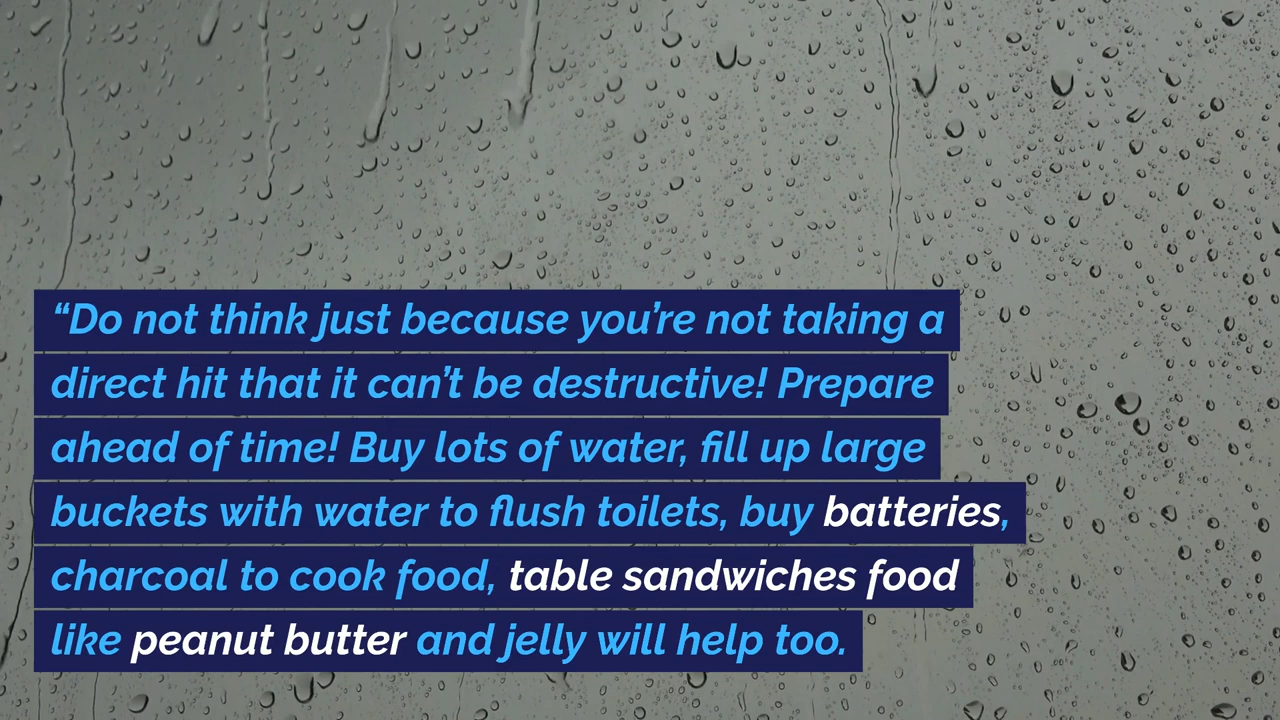 “Do not think just because you’re not taking a
direct hit that it can’t be destructive! Prepare
ahead of time! Buy lots of water, fill up large
buckets with water to flush toilets, buy batteries,
charcoal to cook food, table sandwiches food
like peanut butter and jelly will help too.